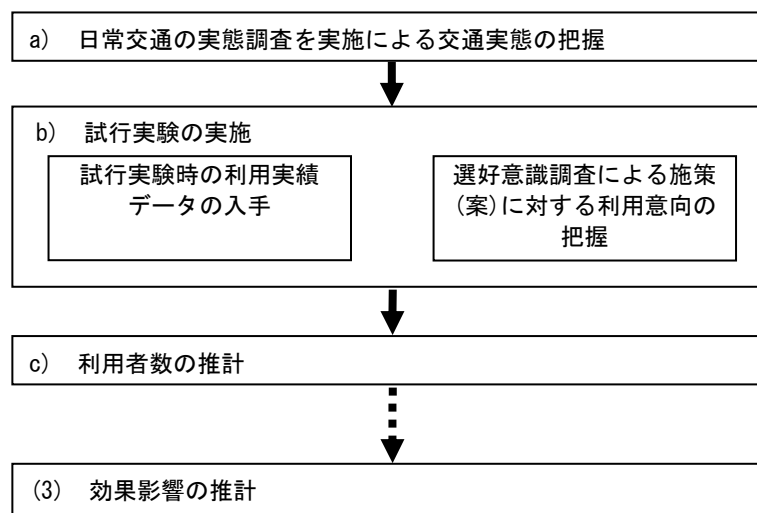 a) 日常交通の実態調査を実施による交通実態の把握
b) 試行実験の実施
試行実験時の利用実績
データの入手
選好意識調査による施策
(案)に対する利用意向の
把握
c) 利用者数の推計
(3) 効果影響の推計